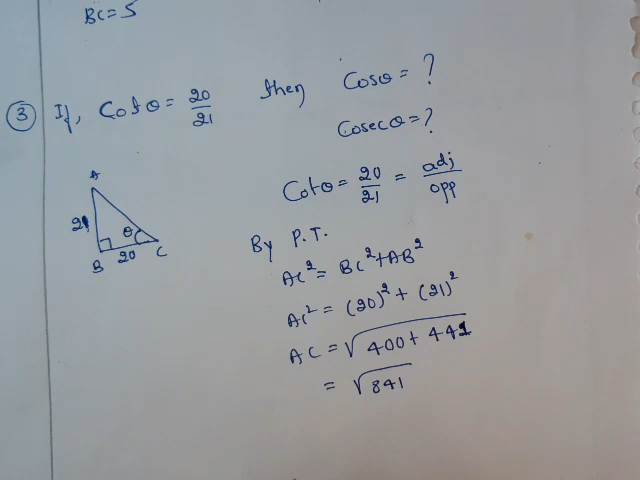 BC = 5
③ If, Cotθ = 20/21 then Cosθ = ?
Cosecθ = ?
Cotθ = 20/21 = adj/opp
A
21
θ
B 20 C
By P.T.
AC² = BC² + AB²
AC² = (20)² + (21)²
AC = √400 + 441
= √841